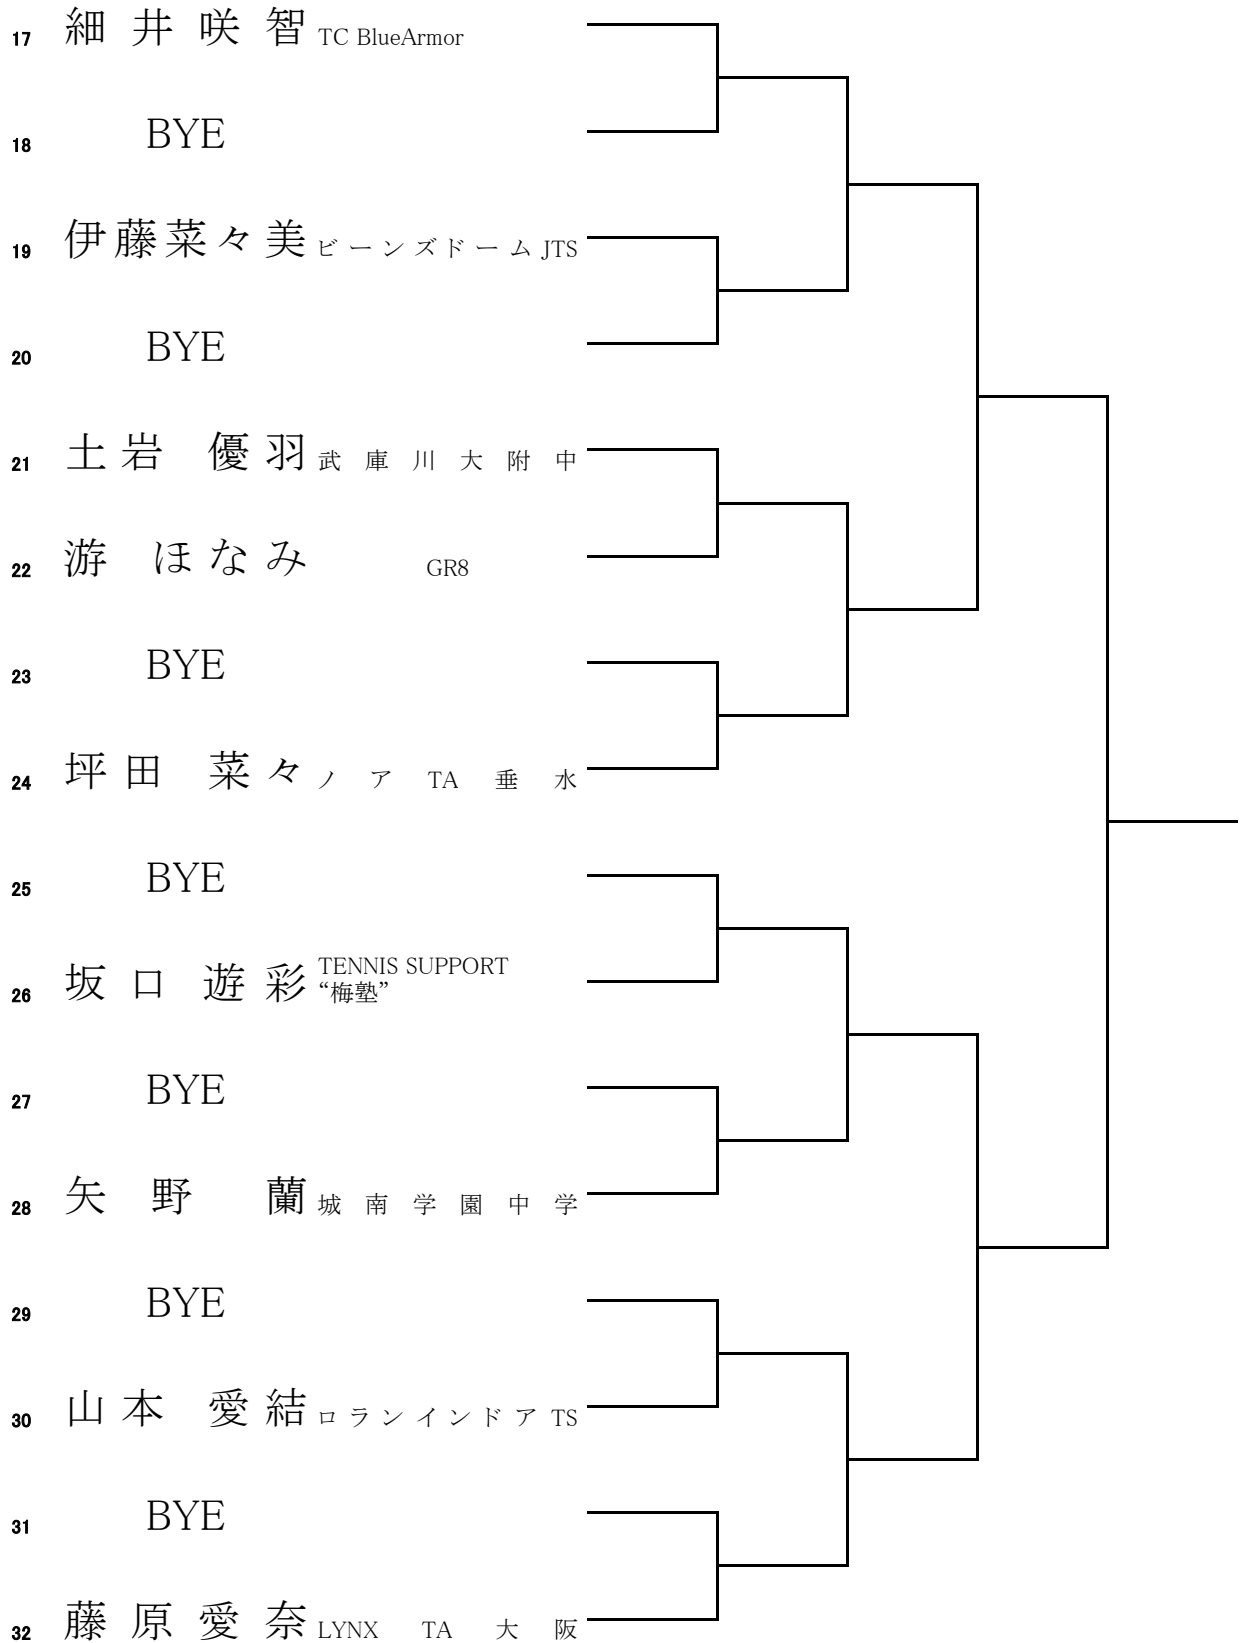 17 細井咲智 TC BlueArmor
18 BYE
19 伊藤菜々美 ビーンズドーム JTS
20 BYE
21 土岩 優羽 武庫川大附中
22 游 ほなみ GR8
23 BYE
24 坪田 菜々 ノア TA 垂水
25 BYE
26 坂口 遊彩 TENNIS SUPPORT
“梅塾”
27 BYE
28 矢野 蘭 城南学園中学
29 BYE
30 山本 愛結 ロランインドア TS
31 BYE
32 藤原愛奈 LYNX TA 大阪